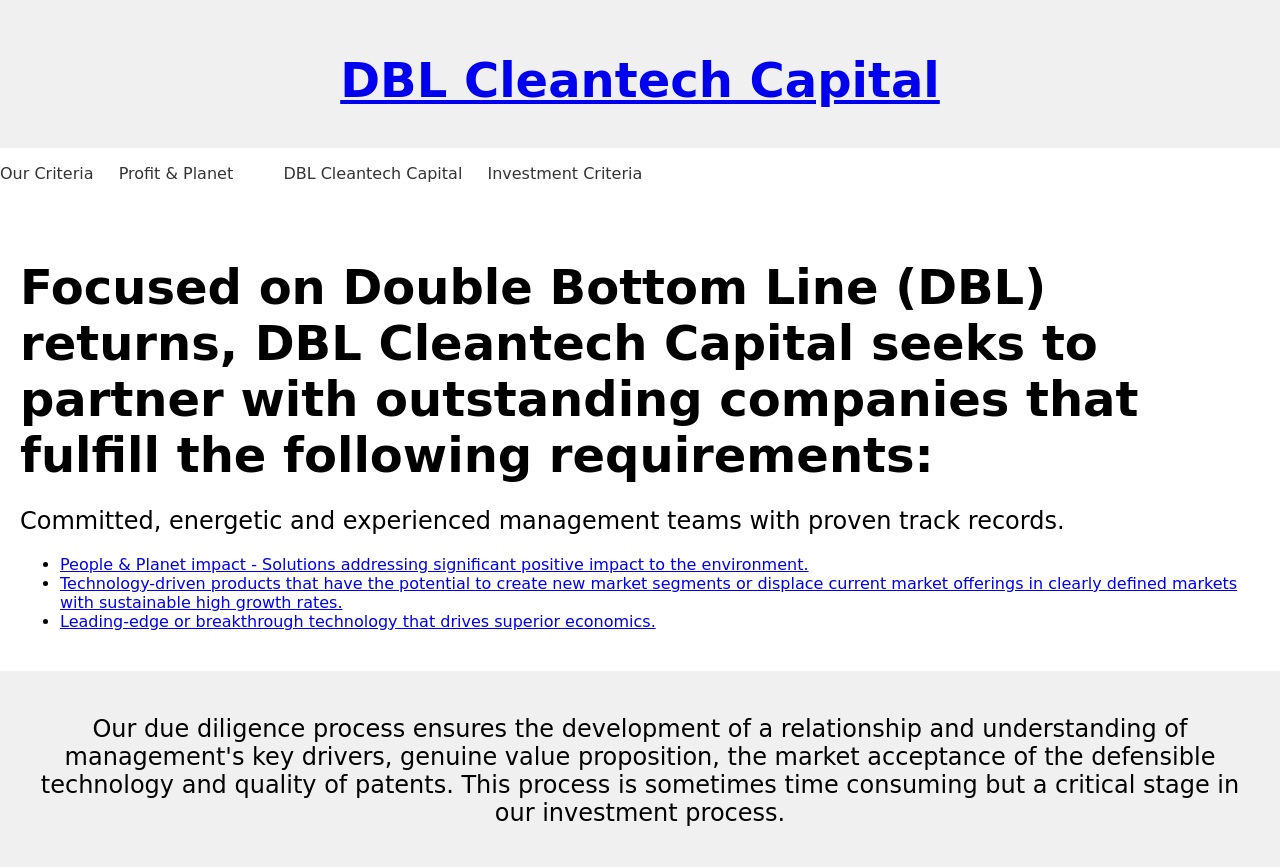 DBL Cleantech Capital
Our Criteria Profit & Planet DBL Cleantech Capital Investment Criteria
Focused on Double Bottom Line (DBL)
returns, DBL Cleantech Capital seeks to
partner with outstanding companies that
fulfill the following requirements:
Committed, energetic and experienced management teams with proven track records.
• People & Planet impact - Solutions addressing significant positive impact to the environment.
• Technology-driven products that have the potential to create new market segments or displace current market offerings in clearly defined markets
with sustainable high growth rates.
• Leading-edge or breakthrough technology that drives superior economics.
Our due diligence process ensures the development of a relationship and understanding of
management's key drivers, genuine value proposition, the market acceptance of the defensible
technology and quality of patents. This process is sometimes time consuming but a critical stage in
our investment process.